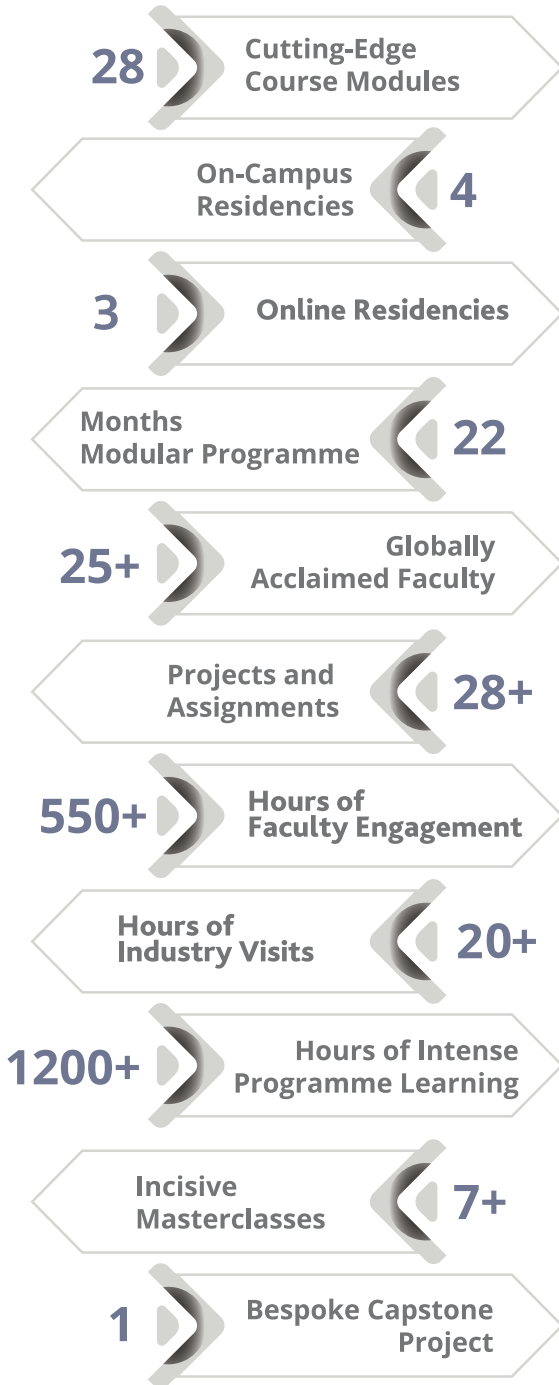 28
Cutting-Edge
Course Modules
On-Campus
Residencies
4
3
Online Residencies
Months
Modular Programme
22
25+
Globally
Acclaimed Faculty
Projects and
Assignments
28+
550+
Hours of
Faculty Engagement
Hours of
Industry Visits
20+
1200+
Hours of Intense
Programme Learning
Incisive
Masterclasses
7+
1
Bespoke Capstone
Project